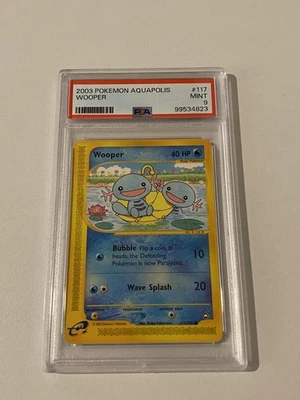 2003 POKEMON AQUAPOLIS #117
WOOPER MINT
9
PSA 99534823
Wooper 40 HP
Bubble Flip a coin. If
heads, the Defending 10
Pokémon is now Paralyzed.
Wave Splash 20
e